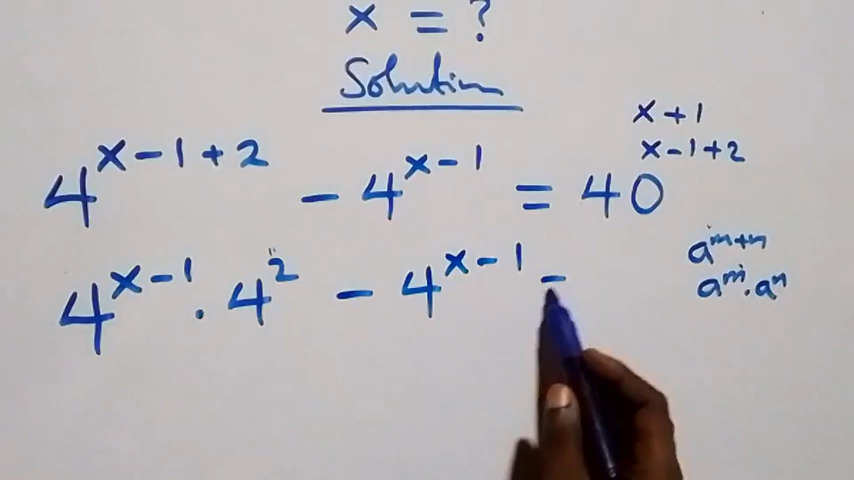 x = ?
Solution
x+1
x-1+2
4^{x-1+2} - 4^{x-1} = 40
a^{m+n}
4^{x-1} . 4^2 - 4^{x-1} -
a^m . a^n